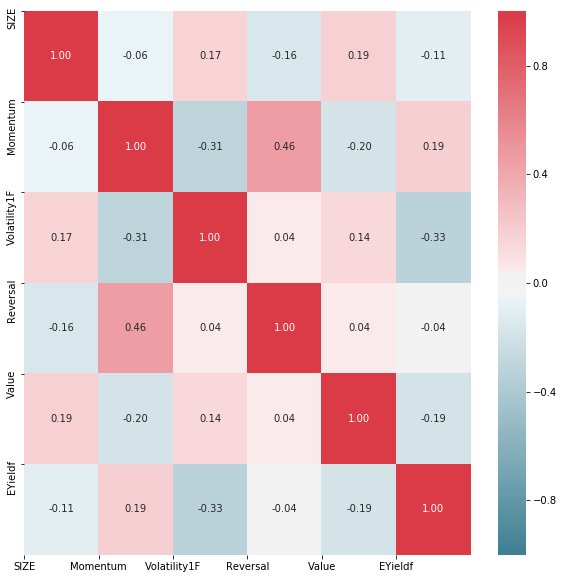 SIZE
1.00 -0.06 0.17 -0.16 0.19 -0.11
Momentum
-0.06 1.00 -0.31 0.46 -0.20 0.19
Volatility1F
0.17 -0.31 1.00 0.04 0.14 -0.33
Reversal
-0.16 0.46 0.04 1.00 0.04 -0.04
Value
0.19 -0.20 0.14 0.04 1.00 -0.19
EYieldf
-0.11 0.19 -0.33 -0.04 -0.19 1.00
SIZE Momentum Volatility1F Reversal Value EYieldf
0.8
0.4
0.0
−0.4
−0.8